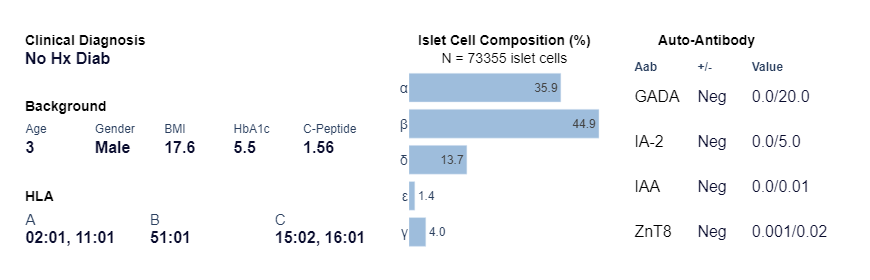 Clinical Diagnosis
No Hx Diab
Background
Age Gender BMI HbA1c C-Peptide
3 Male 17.6 5.5 1.56
HLA
A B C
02:01, 11:01 51:01 15:02, 16:01
Islet Cell Composition (%)
N = 73355 islet cells
α 35.9
β 44.9
δ 13.7
ε 1.4
γ 4.0
Auto-Antibody
Aab +/- Value
GADA Neg 0.0/20.0
IA-2 Neg 0.0/5.0
IAA Neg 0.0/0.01
ZnT8 Neg 0.001/0.02